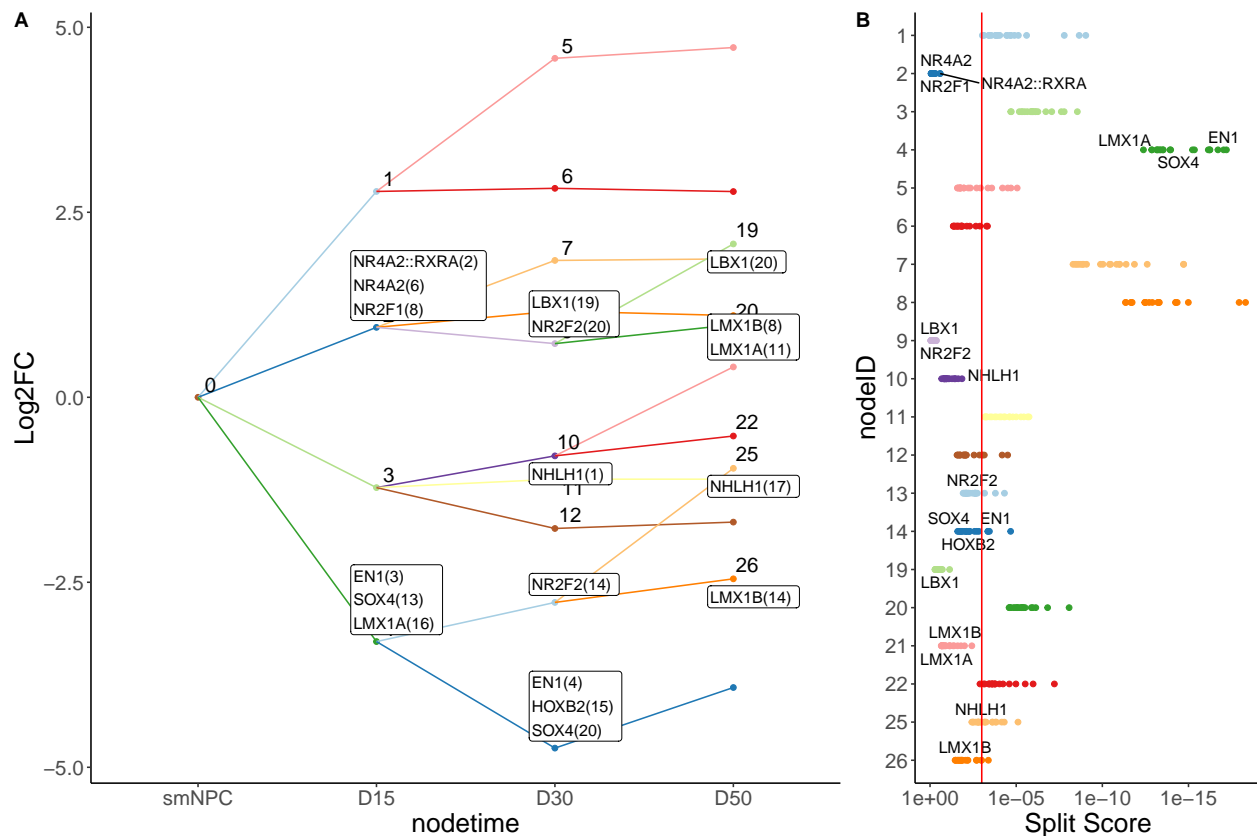 A
Log2FC
5.0
2.5
0.0
−2.5
−5.0
5
1
6
7
19
NR4A2::RXRA(2)
NR4A2(6)
NR2F1(8)
LBX1(20)
LBX1(19)
NR2F2(20)
20
LMX1B(8)
LMX1A(11)
0
10
22
NHLH1(1)
25
3
11
NHLH1(17)
12
EN1(3)
SOX4(13)
LMX1A(16)
NR2F2(14)
26
LMX1B(14)
EN1(4)
HOXB2(15)
SOX4(20)
smNPC
D15
D30
D50
nodetime
B
nodeID
1
2
3
4
5
6
7
8
9
10
11
12
13
14
19
20
21
22
25
26
NR4A2
NR2F1
NR4A2::RXRA
LMX1A
EN1
SOX4
LBX1
NR2F2
NHLH1
NR2F2
SOX4
EN1
HOXB2
LBX1
LMX1B
LMX1A
NHLH1
LMX1B
1e+00
1e−05
1e−10
1e−15
Split Score